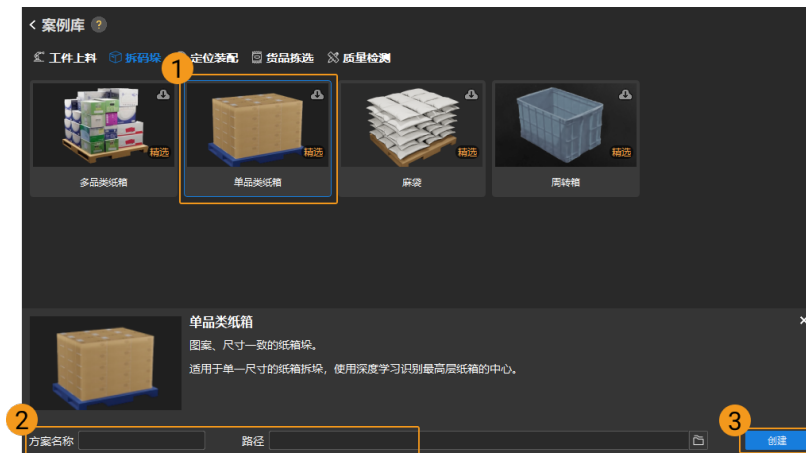 案例库 ?
工件上料 拆码垛 定位装配 货品拣选 质量检测
1
精选 精选 精选 精选
多品类纸箱 单品类纸箱 麻袋 周转箱
单品类纸箱
图案、尺寸一致的纸箱垛。
适用于单一尺寸的纸箱拆垛，使用深度学习识别最高层纸箱的中心。
2 3
方案名称 路径 创建